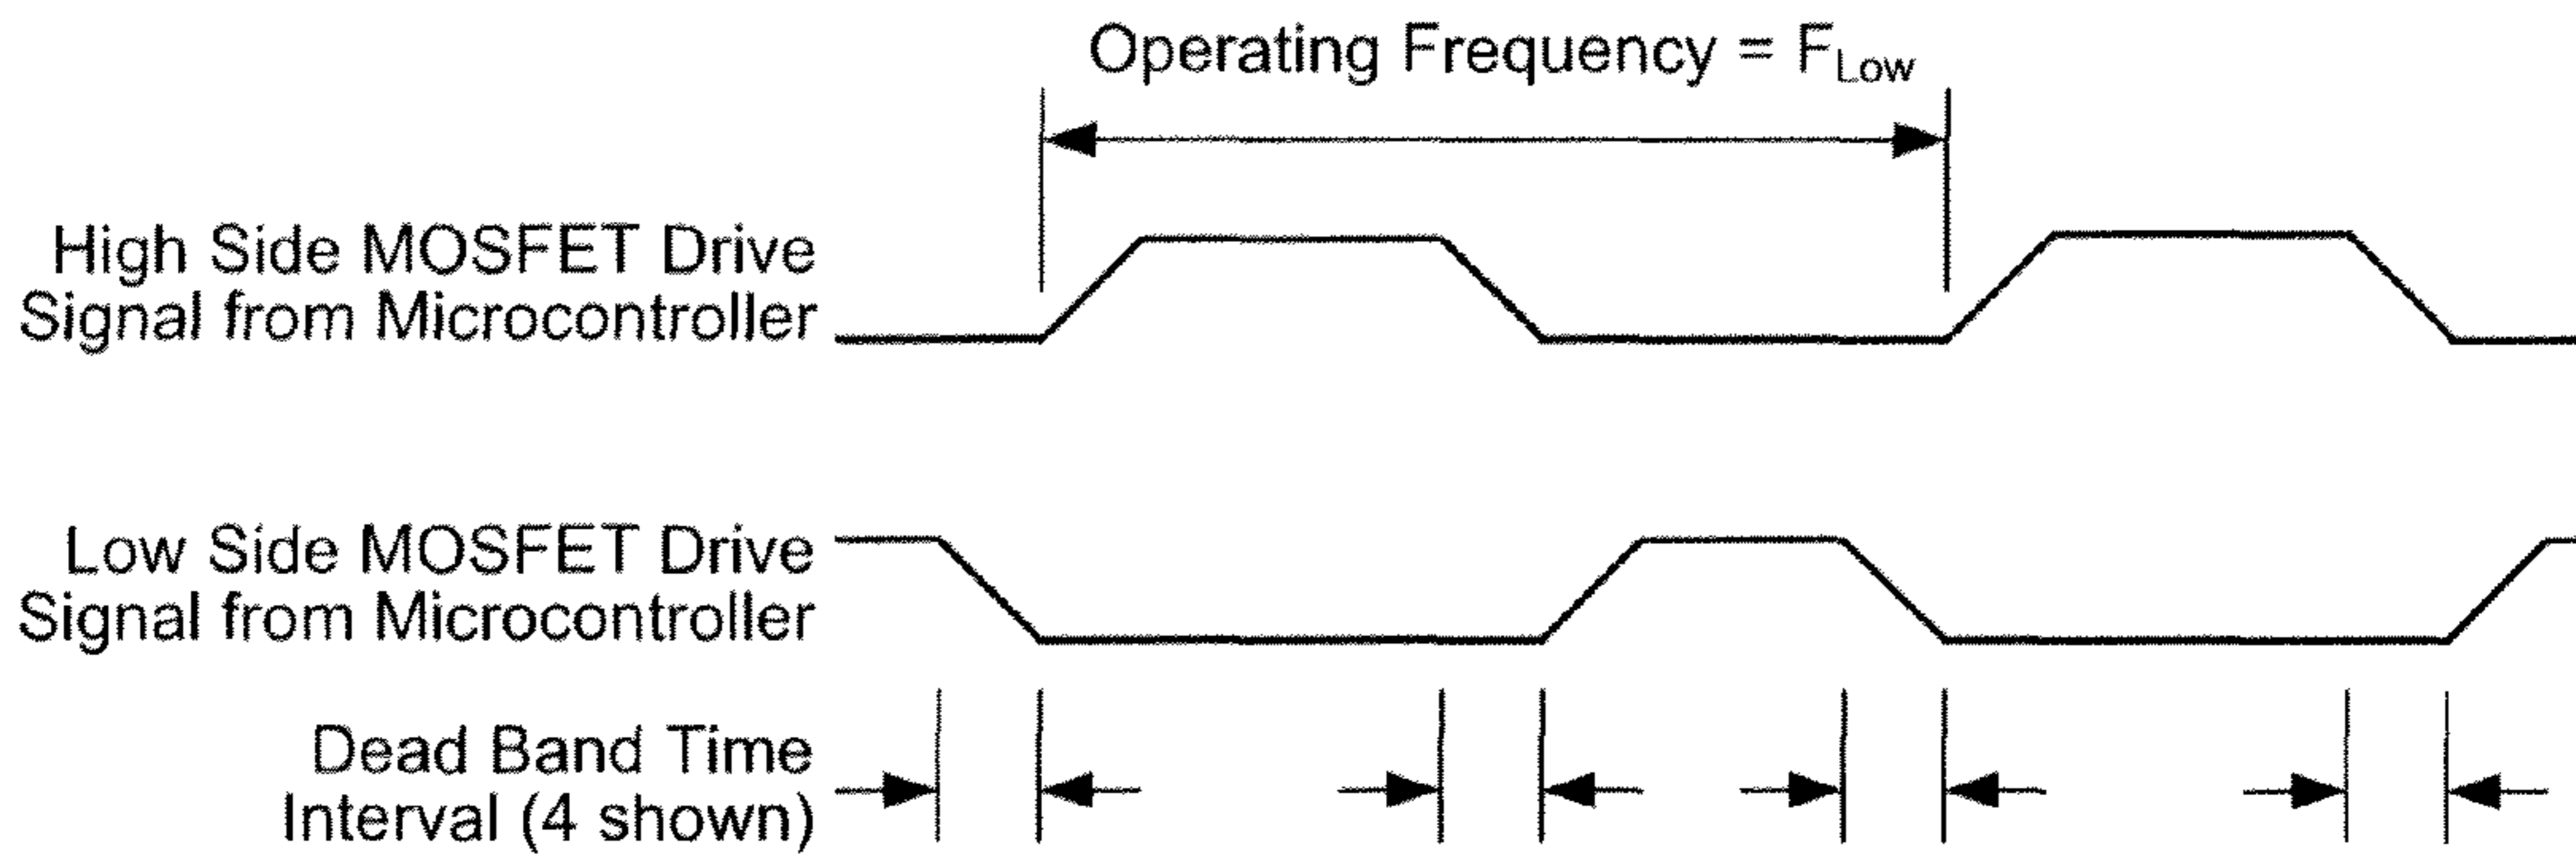 Operating Frequency = FLow
High Side MOSFET Drive
Signal from Microcontroller
Low Side MOSFET Drive
Signal from Microcontroller
Dead Band Time
Interval (4 shown)